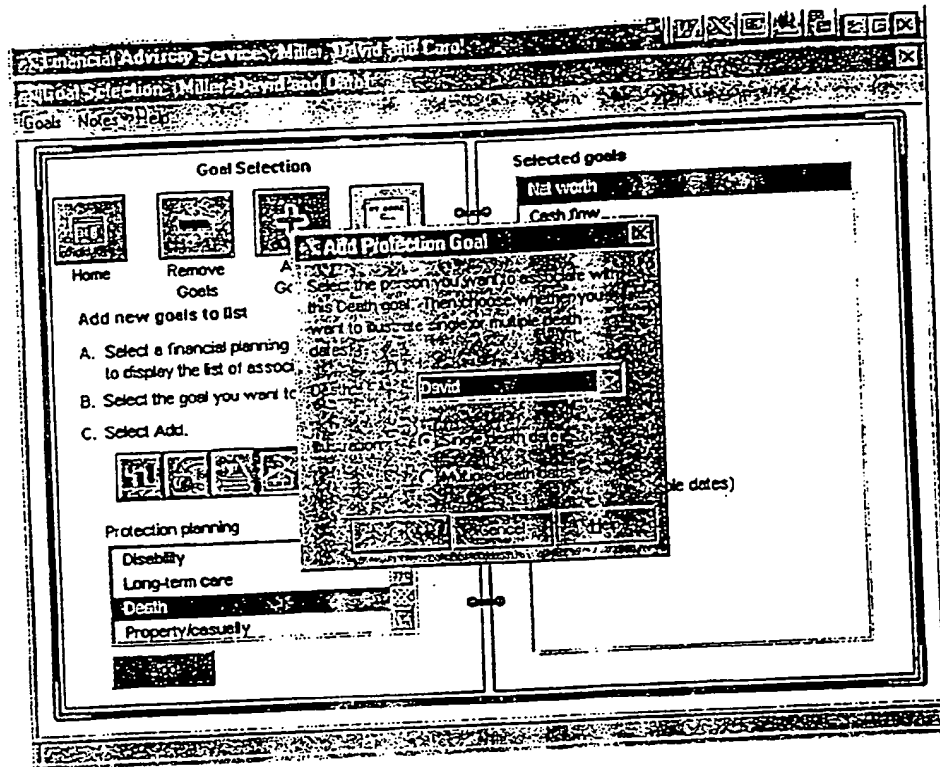 Financial Advisory Service: Miller, David and Carol
Goal Selection: Miller, David and Carol
Goals Notes Help
Goal Selection
Home
Remove
Goals
Add new goals to list
A. Select a financial planning
to display the list of associ
B. Select the goal you want to
C. Select Add.
Protection planning
Disability
Long-term care
Death
Property/casualty
Selected goals
Net worth
Cash flow
ple dates)
Add Protection Goal
Select the person you want to associate with
this Death goal. Then choose whether you
want to illustrate single or multiple death
dates.
David
Single death date
Multiple death dates
Cancel
Help